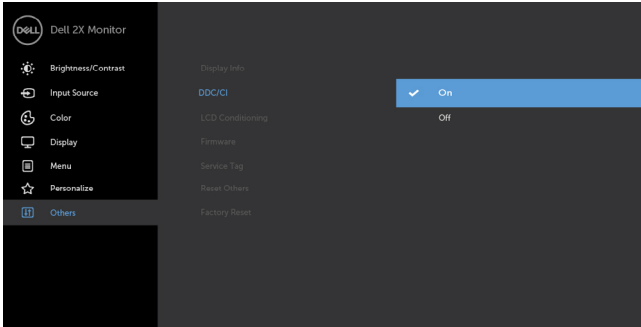 DELL
Dell 2X Monitor
Brightness/Contrast
Input Source
Color
Display
Menu
Personalize
Others
Display Info
DDC/CI
LCD Conditioning
Firmware
Service Tag
Reset Others
Factory Reset
On
Off